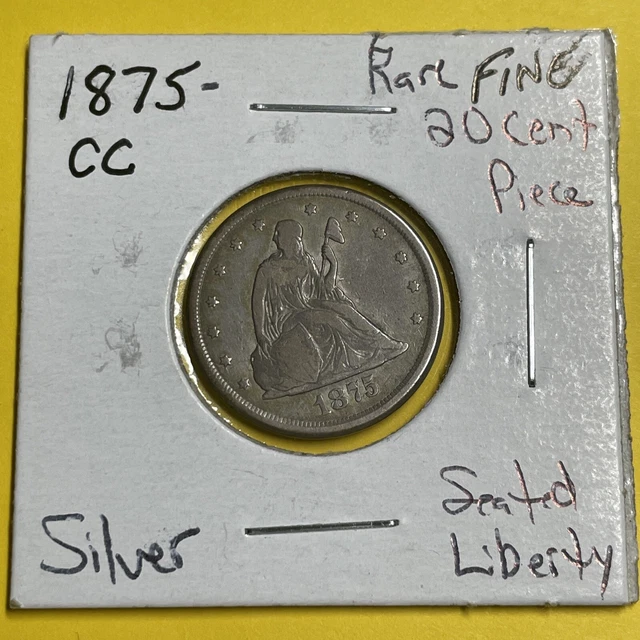 1875-
CC
Rare FINE
20 Cent
Piece
1875
Silver
Seated
Liberty